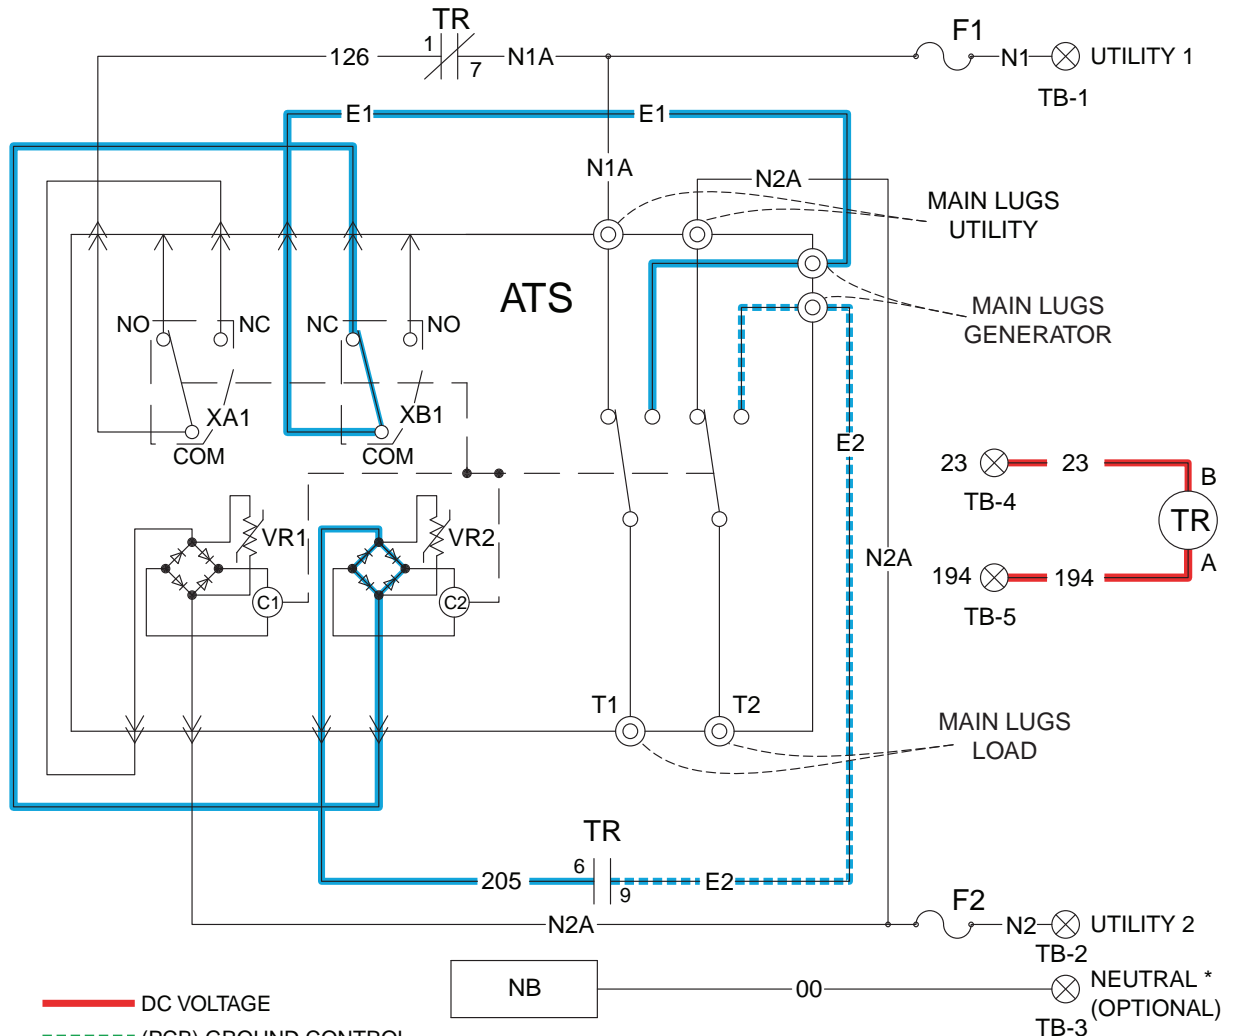 TR
F1
126
1
7
N1A
N1
UTILITY 1
TB-1
E1
E1
N1A
N2A
MAIN LUGS
UTILITY
ATS
MAIN LUGS
GENERATOR
NO
NC
NC
NO
XA1
XB1
COM
COM
E2
23
23
B
TB-4
TR
VR1
VR2
N2A
A
194
194
C1
C2
TB-5
T1
T2
MAIN LUGS
LOAD
TR
6
9
205
E2
F2
N2A
N2
UTILITY 2
TB-2
NB
00
NEUTRAL *
(OPTIONAL)
TB-3
DC VOLTAGE
(PCB) GROUND CONTROL